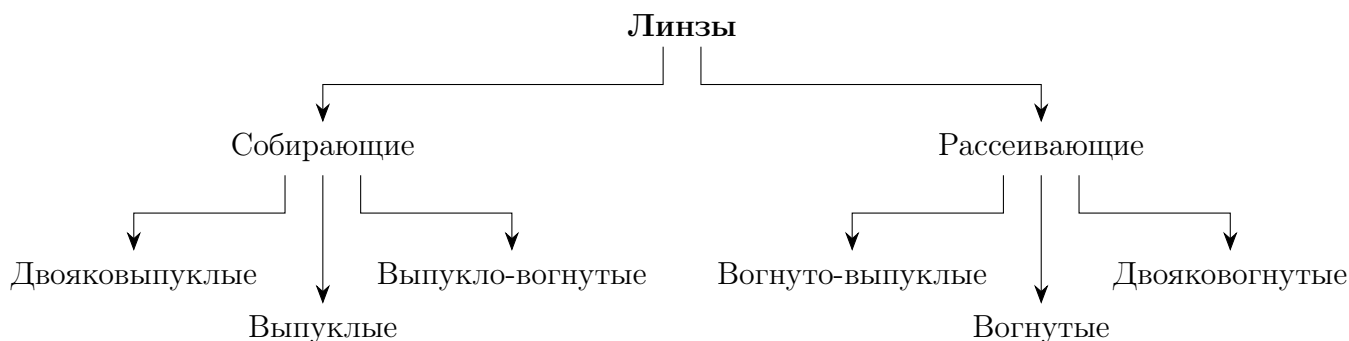 Линзы
Собирающие Рассеивающие
Двояковыпуклые Выпукло-вогнутые Вогнуто-выпуклые Двояковогнутые
Выпуклые Вогнутые